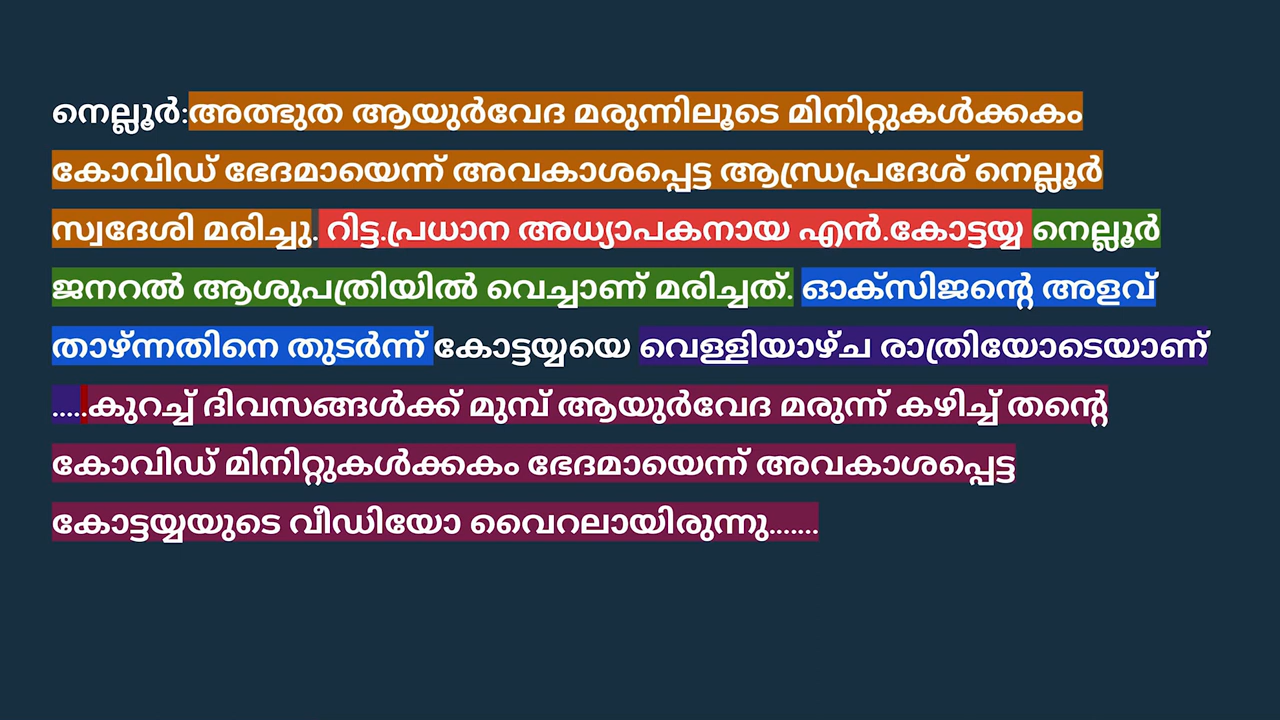 നെല്ലൂർ:അത്ഭുത ആയുർവേദ മരുന്നിലൂടെ മിനിറ്റുകൾക്കകം
കോവിഡ് ഭേദമായെന്ന് അവകാശപ്പെട്ട ആന്ധ്രപ്രദേശ് നെല്ലൂർ
സ്വദേശി മരിച്ചു. റിട്ട.പ്രധാന അധ്യാപകനായ എൻ.കോട്ടയ്യ നെല്ലൂർ
ജനറൽ ആശുപത്രിയിൽ വെച്ചാണ് മരിച്ചത്. ഓക്സിജന്റെ അളവ്
താഴ്ന്നതിനെ തുടർന്ന് കോട്ടയ്യയെ വെള്ളിയാഴ്ച രാത്രിയോടെയാണ്
.....കുറച്ച് ദിവസങ്ങൾക്ക് മുമ്പ് ആയുർവേദ മരുന്ന് കഴിച്ച് തന്റെ
കോവിഡ് മിനിറ്റുകൾക്കകം ഭേദമായെന്ന് അവകാശപ്പെട്ട
കോട്ടയ്യയുടെ വീഡിയോ വൈറലായിരുന്നു.......